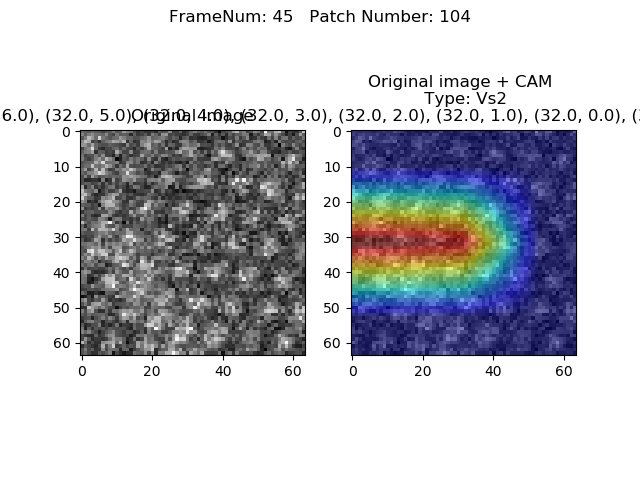 FrameNum: 45   Patch Number: 104
Original image + CAM
Type: Vs2
6.0), (32.0, 5.0), (32.0, 4.0), (32.0, 3.0), (32.0, 2.0), (32.0, 1.0), (32.0, 0.0), (3
Original image
0
10
20
30
40
50
60
0 20 40 60
0
10
20
30
40
50
60
0 20 40 60